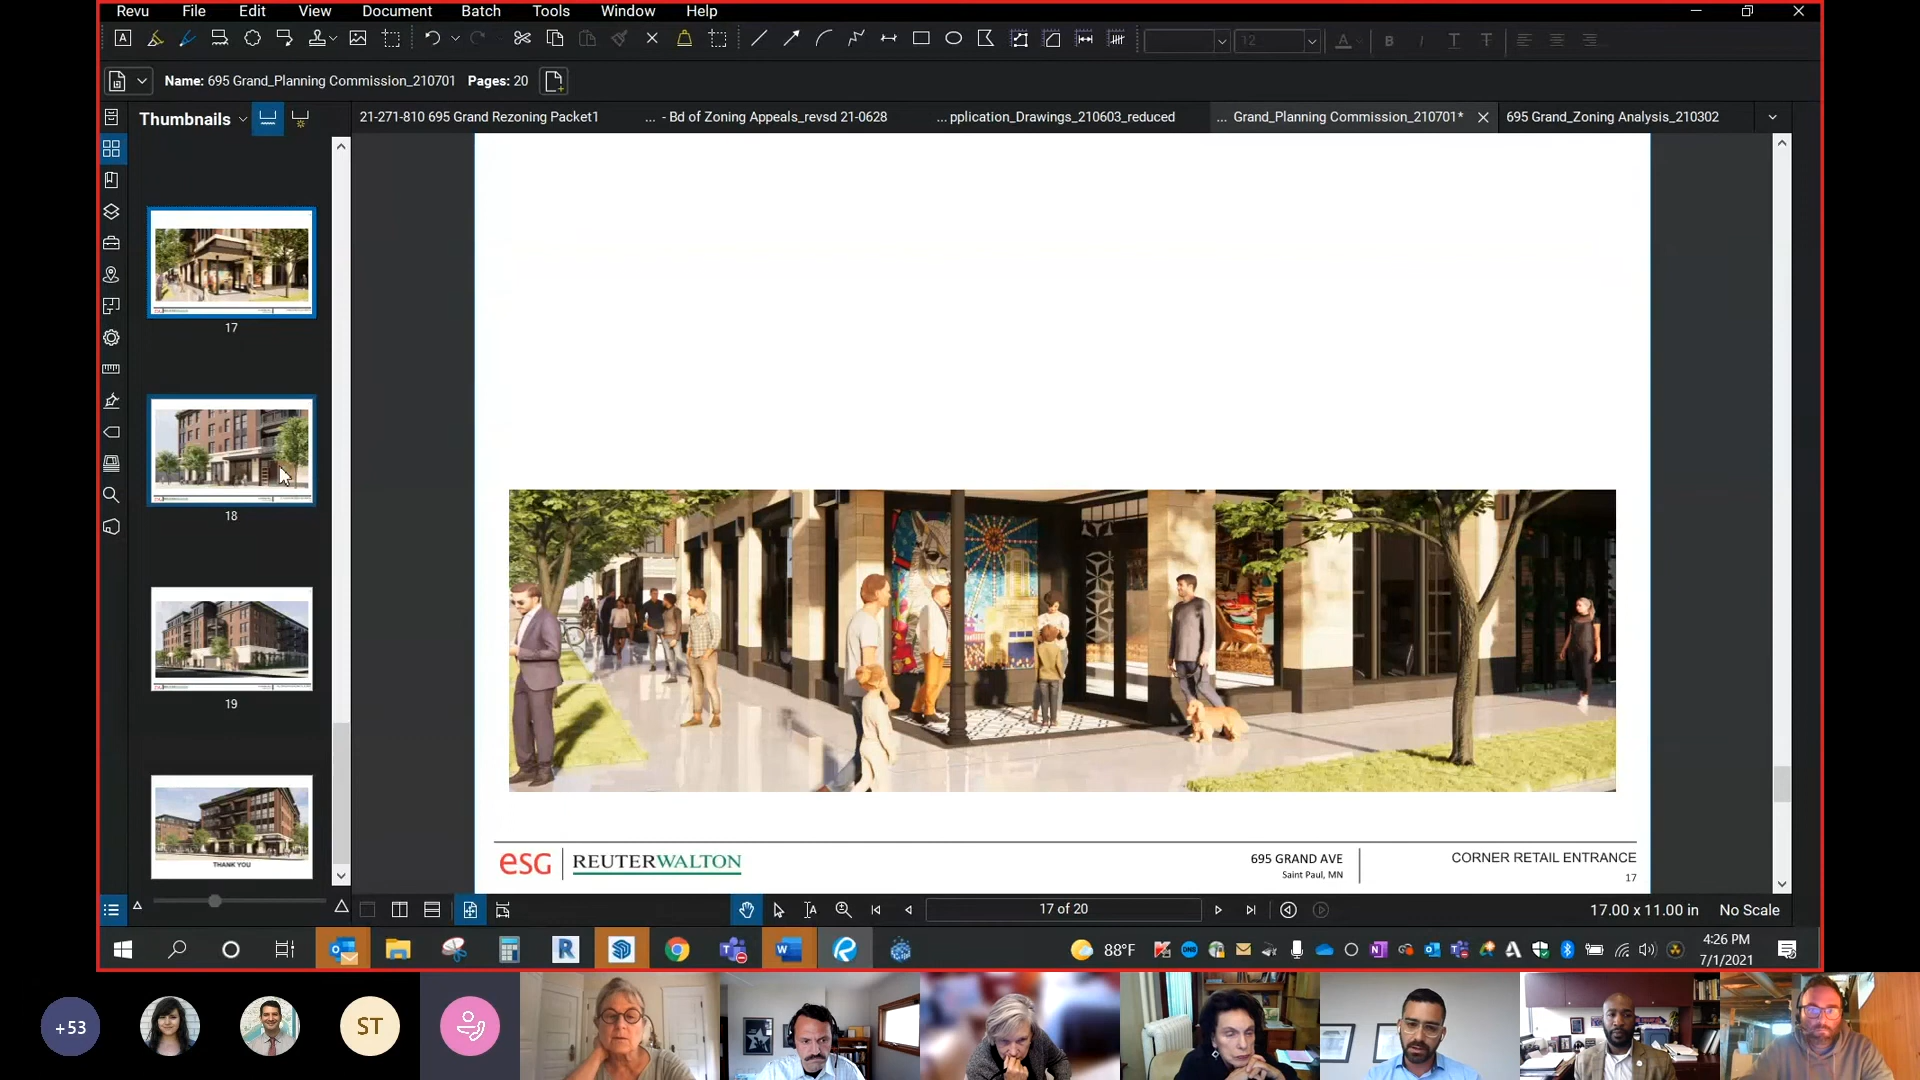 Revu File Edit View Document Batch Tools Window Help
12
Name: 695 Grand_Planning Commission_210701 Pages: 20
Thumbnails
21-271-810 695 Grand Rezoning Packet1
... - Bd of Zoning Appeals_revsd 21-0628
...pplication_Drawings_210603_reduced
... Grand_Planning Commission_210701*
695 Grand_Zoning Analysis_210302
17
18
19
THANK YOU
esg REUTERWALTON
695 GRAND AVE
Saint Paul, MN
CORNER RETAIL ENTRANCE
17
17 of 20
17.00 x 11.00 in No Scale
88°F
4:26 PM
7/1/2021
+53
ST